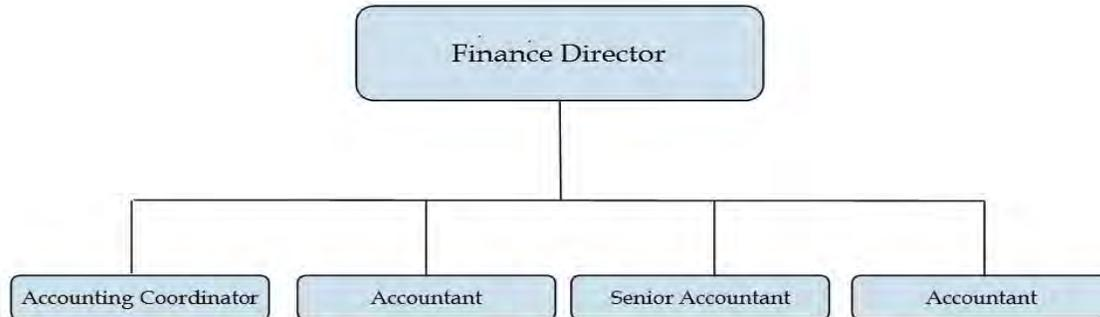 Finance Director
Accounting Coordinator
Accountant
Senior Accountant
Accountant